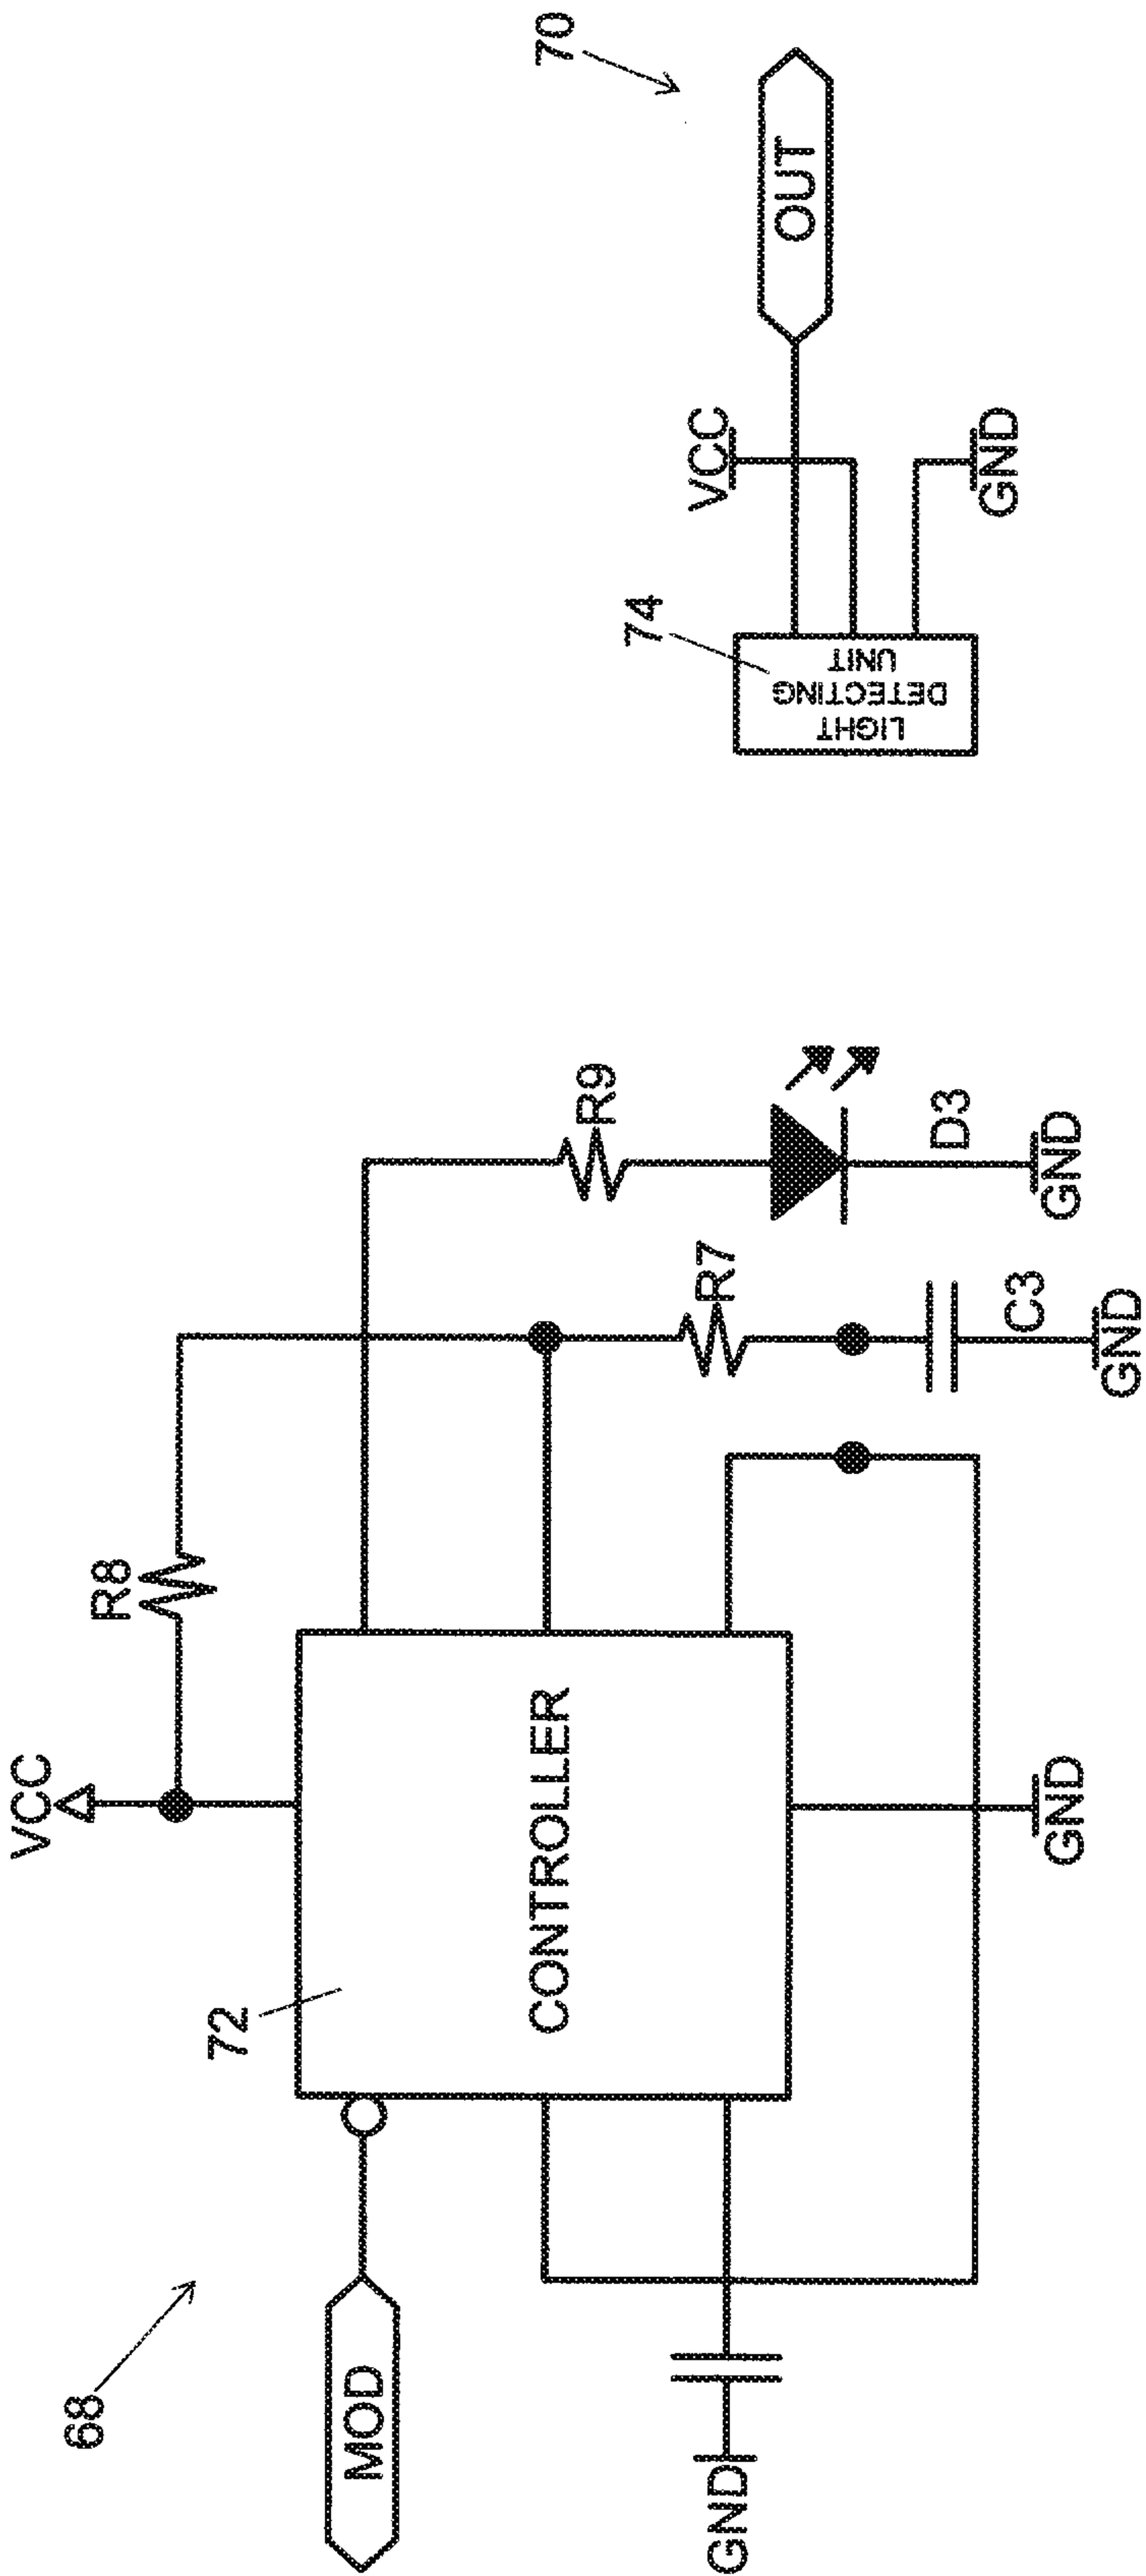 68
MOD
72
VCC
R8
CONTROLLER
GND
GND
R9
R7
D3
C3
GND
GND
70
74
LIGHT
DETECTING
UNIT
VCC
OUT
GND